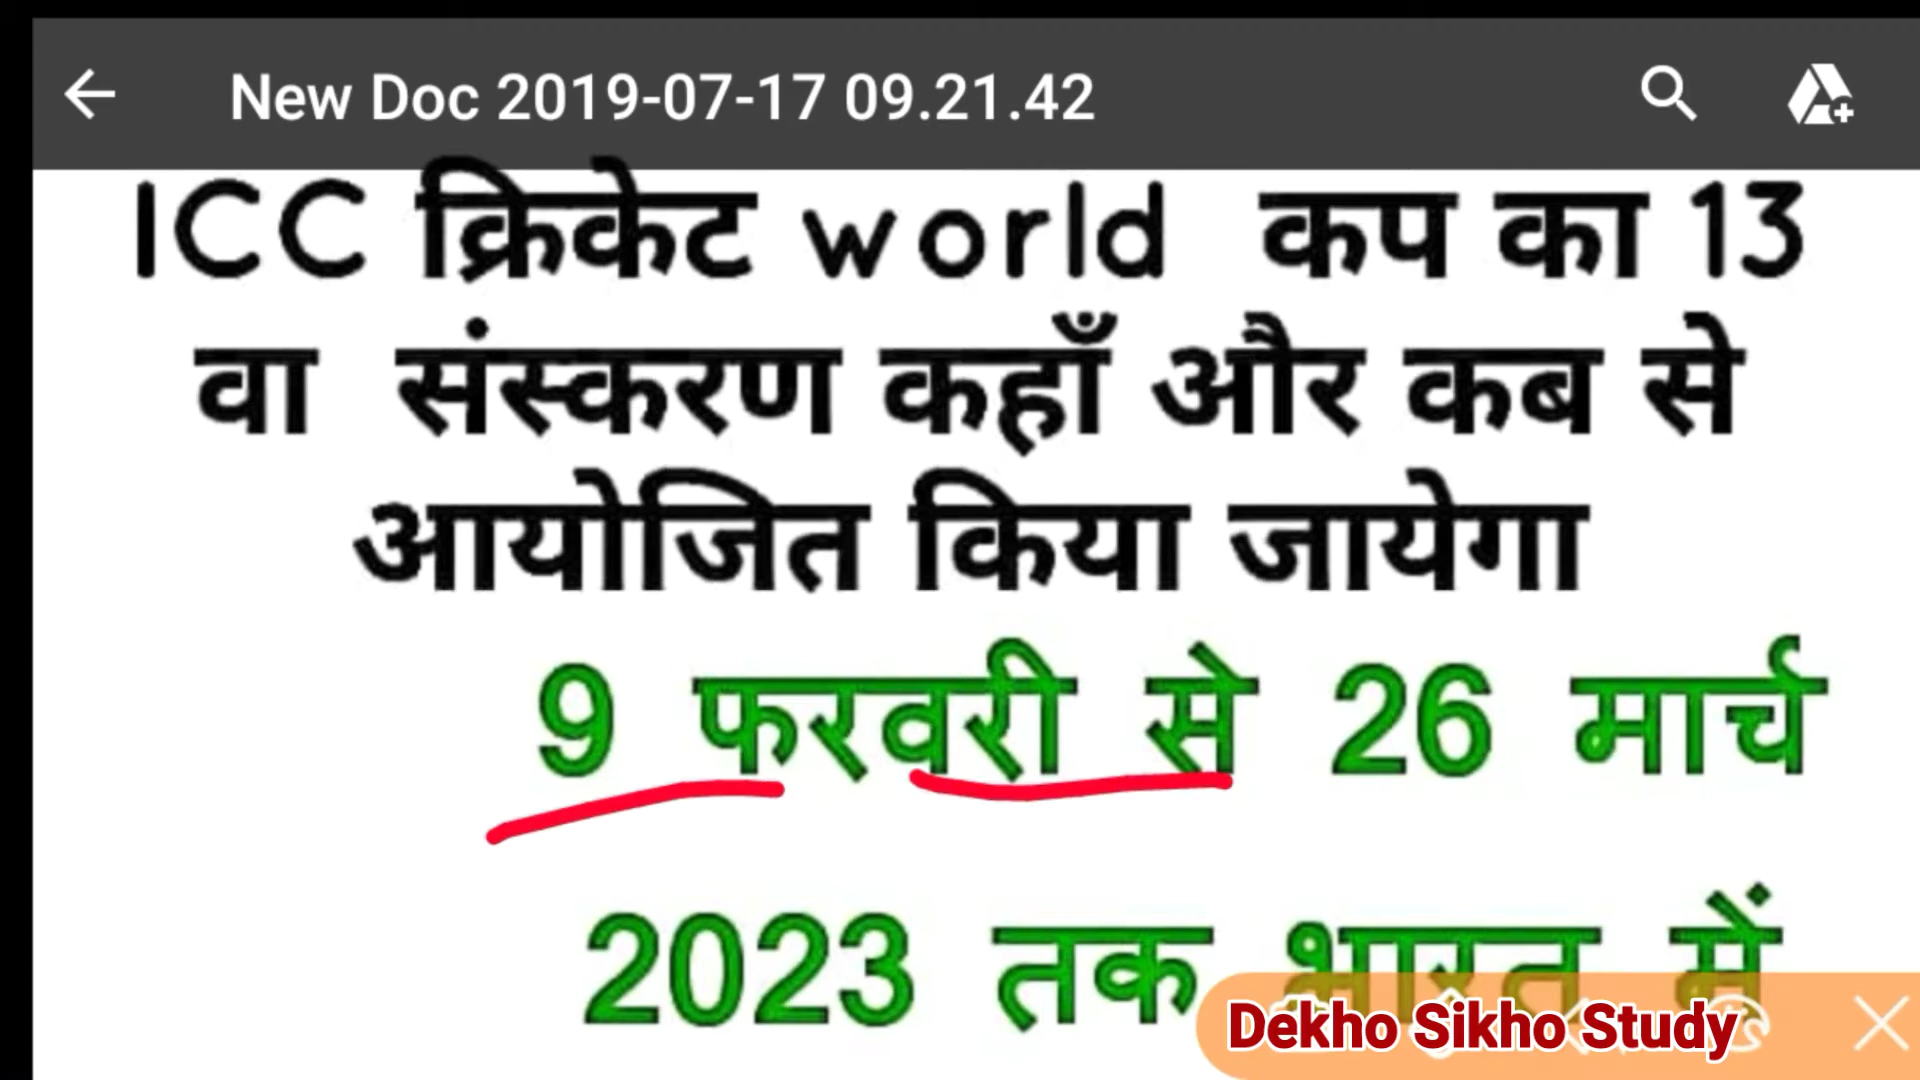 New Doc 2019-07-17 09.21.42
ICC क्रिकेट world कप का 13
वा संस्करण कहाँ और कब से
आयोजित किया जायेगा
9 फरवरी से 26 मार्च
2023 तक भारत में
Dekho Sikho Study